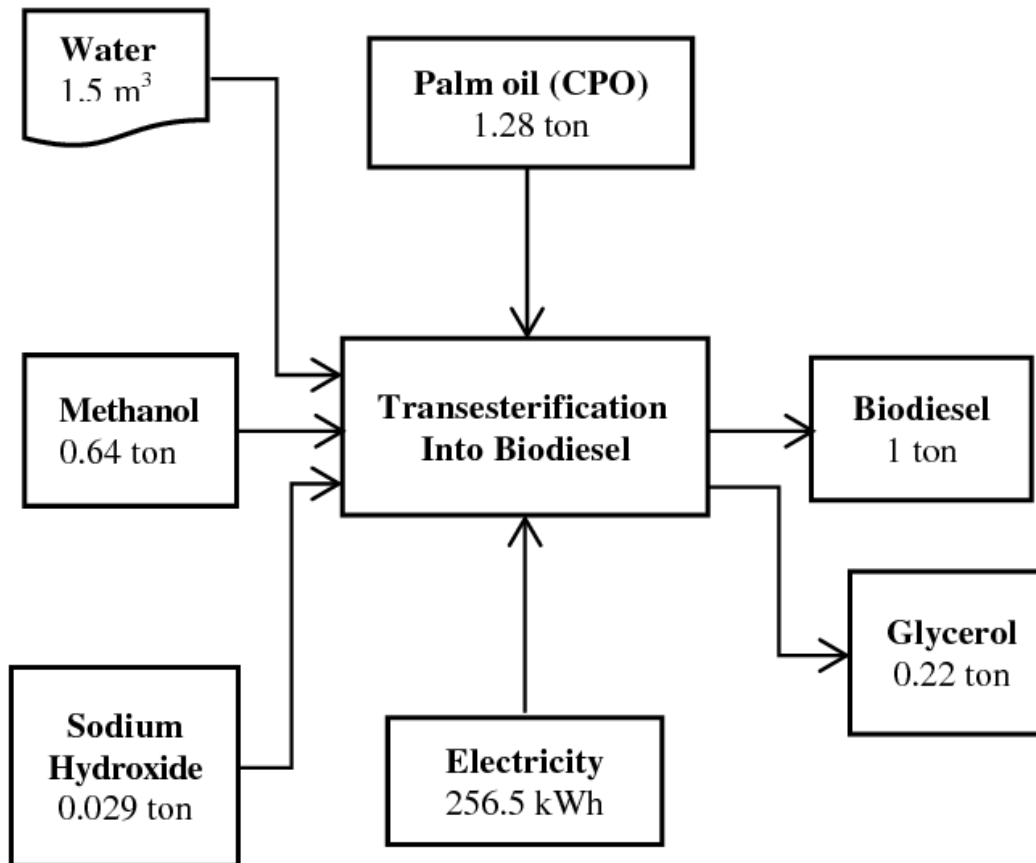 Water
1.5 m³
Palm oil (CPO)
1.28 ton
Methanol
0.64 ton
Transesterification
Into Biodiesel
Biodiesel
1 ton
Glycerol
0.22 ton
Sodium
Hydroxide
0.029 ton
Electricity
256.5 kWh